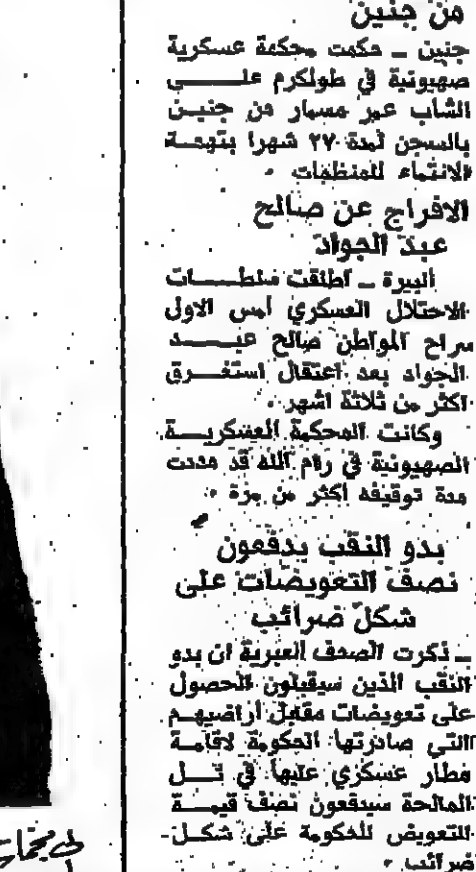 من جنين
جنين – حكمت محكمة عسكرية
صهيونية في طولكرم على
الشاب عمر مسمار من جنين
بالسجن لمدة ٢٧ شهرا بتهمة
الانتماء للمنظمات .
الافراج عن صالح
عبد الجواد
البيرة – اطلقت سلطات
الاحتلال العسكري أمس الاول
سراح المواطن صالح عبد
الجواد بعد اعتقال استغرق
اكثر من ثلاثة اشهر .
وكانت المحكمة العسكرية
الصهيونية في رام الله قد مددت
مدة توقيفه اكثر من مرة .
بدو النقب يدفعون
نصف التعويضات على
شكل ضرائب
– ذكرت الصحف العبرية ان بدو
النقب الذين سيقبلون الحصول
على تعويضات مقابل أراضيهم
التي صادرتها الحكومة لاقامة
مطار عسكري عليها في تل
المالحة سيدفعون نصف قيمة
التعويض للحكومة على شكل
ضرائب .